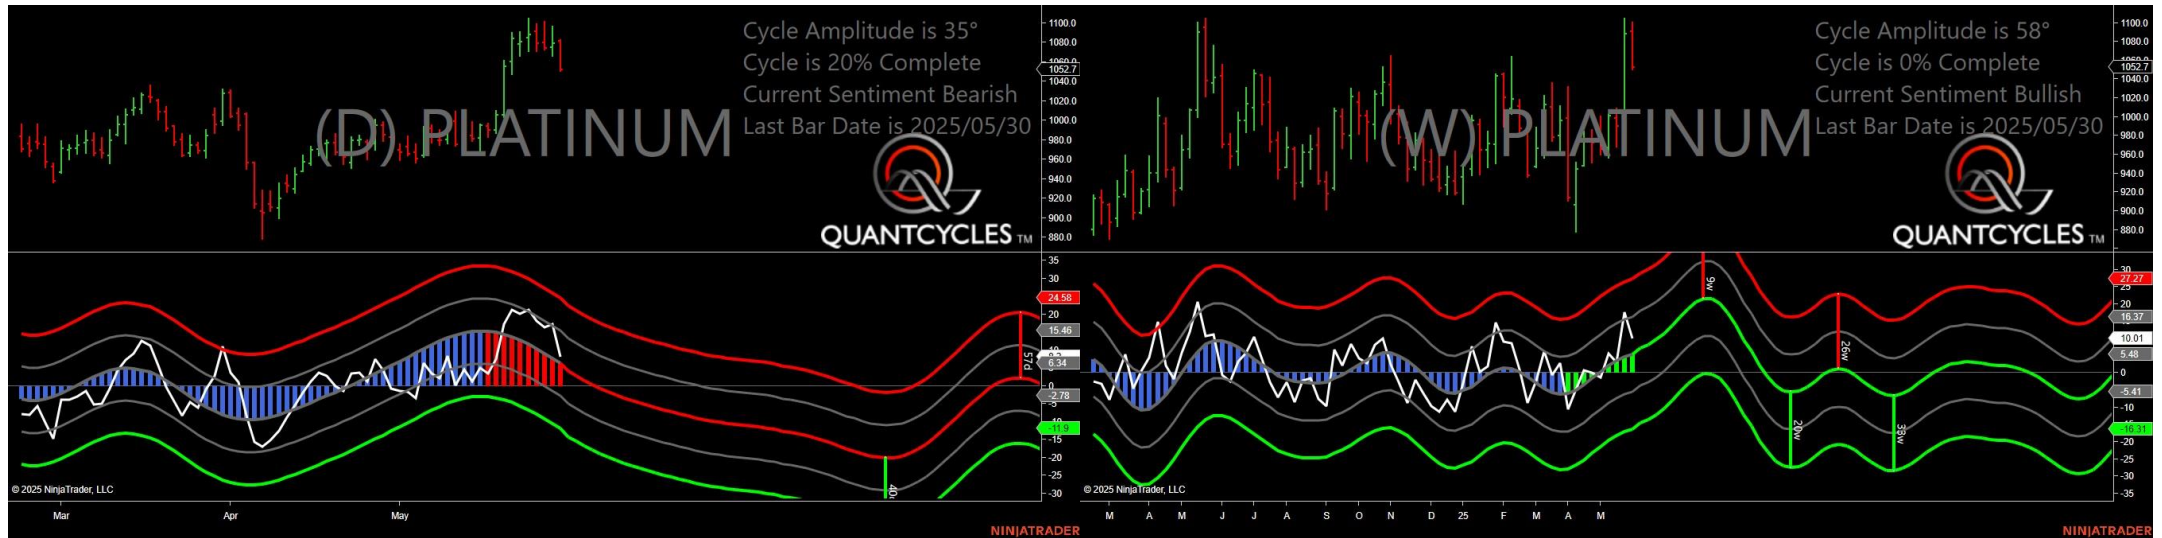 Cycle Amplitude is 35°
Cycle is 20% Complete
Current Sentiment Bearish
Last Bar Date is 2025/05/30
(D) PLATINUM
QUANTCYCLES TM
1100.0
1080.0
1052.7
1040.0
1020.0
1000.0
980.0
960.0
940.0
920.0
900.0
880.0
35
30
24.58
20
15.46
6.34
0
-2.78
-5
-11.9
-15
-20
-25
-30
57d
© 2025 NinjaTrader, LLC
Mar Apr May
NINJATRADER
Cycle Amplitude is 58°
Cycle is 0% Complete
Current Sentiment Bullish
Last Bar Date is 2025/05/30
(W) PLATINUM
QUANTCYCLES TM
1100.0
1080.0
1052.7
1040.0
1020.0
1000.0
980.0
960.0
940.0
920.0
900.0
880.0
30
27.27
25
20
16.37
10.01
5.48
0
-5.41
-10
-16.31
-20
-25
-30
-35
9w
26w
20w
38w
© 2025 NinjaTrader, LLC
M A M J J A S O N D 25 F M A M
NINJATRADER